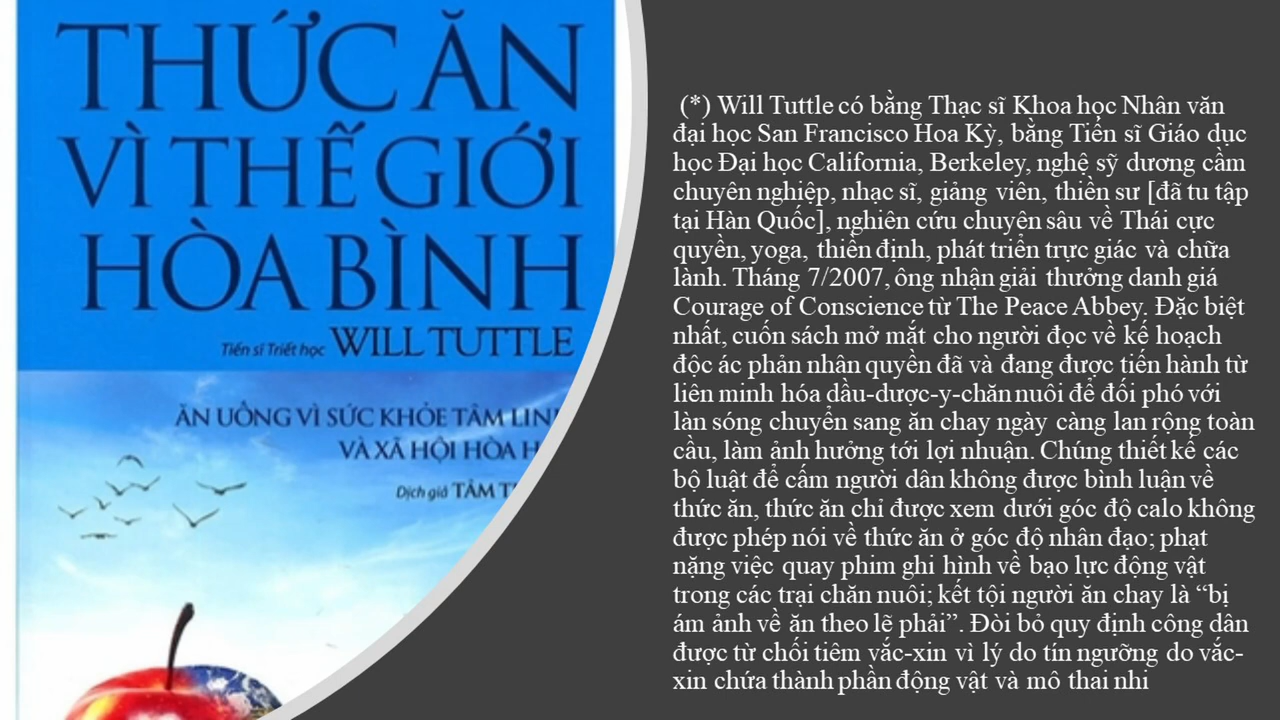 THỨC ĂN
VÌ THẾ GIỚI
HÒA BÌNH
Tiến sĩ Triết học WILL TUTTLE
ĂN UỐNG VÌ SỨC KHỎE TÂM
VÀ XÃ HỘI HÒA
Dịch giả TÂM
(*) Will Tuttle có bằng Thạc sĩ Khoa học Nhân văn
đại học San Francisco Hoa Kỳ, bằng Tiến sĩ Giáo dục
học Đại học California, Berkeley, nghệ sỹ dương cầm
chuyên nghiệp, nhạc sĩ, giảng viên, thiền sư [đã tu tập
tại Hàn Quốc], nghiên cứu chuyên sâu về Thái cực
quyền, yoga, thiền định, phát triển trực giác và chữa
lành. Tháng 7/2007, ông nhận giải thưởng danh giá
Courage of Conscience từ The Peace Abbey. Đặc biệt
nhất, cuốn sách mở mắt cho người đọc về kế hoạch
độc ác phản nhân quyền đã và đang được tiến hành từ
liên minh hóa dầu-dược-y-chăn nuôi để đối phó với
làn sóng chuyển sang ăn chay ngày càng lan rộng toàn
cầu, làm ảnh hưởng tới lợi nhuận. Chúng thiết kế các
bộ luật để cấm người dân không được bình luận về
thức ăn, thức ăn chỉ được xem dưới góc độ calo không
được phép nói về thức ăn ở góc độ nhân đạo; phạt
nặng việc quay phim ghi hình về bạo lực động vật
trong các trại chăn nuôi; kết tội người ăn chay là “bị
ám ảnh về ăn theo lẽ phải”. Đòi bỏ quy định công dân
được từ chối tiêm vắc-xin vì lý do tín ngưỡng do vắc-
xin chứa thành phần động vật và mô thai nhi